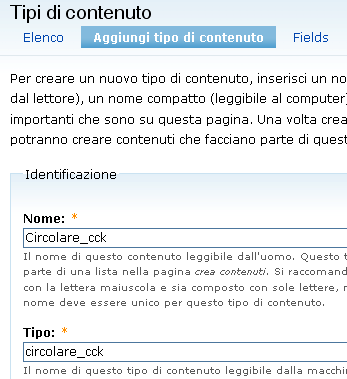 Tipi di contenuto
Elenco Aggiungi tipo di contenuto Fields
Per creare un nuovo tipo di contenuto, inserisci un no
dal lettore), un nome compatto (leggibile al computer)
importanti che sono su questa pagina. Una volta crea
potranno creare contenuti che facciano parte di quest
Identificazione
Nome: *
Circolare_cck
Il nome di questo contenuto leggibile dall'uomo. Questo t
parte di una lista nella pagina crea contenuti. Si raccomand
con la lettera maiuscola e sia composto con sole lettere, n
nome deve essere unico per questo tipo di contenuto.
Tipo: *
circolare_cck
Il nome di questo tipo di contenuto leggibile dalla macchin